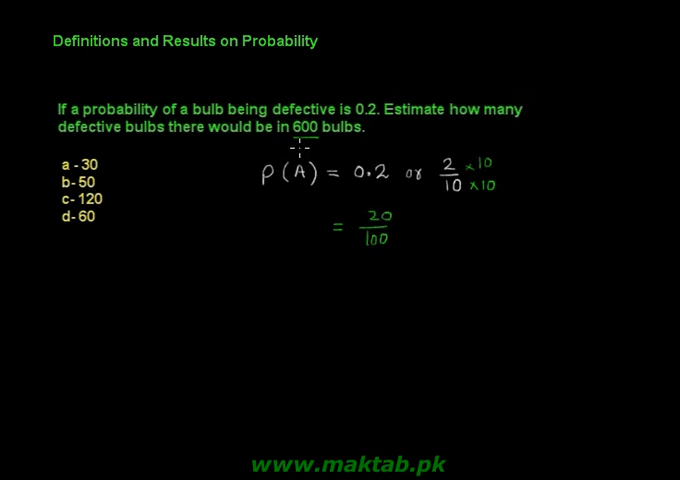 Definitions and Results on Probability
If a probability of a bulb being defective is 0.2. Estimate how many
defective bulbs there would be in 600 bulbs.
a - 30
b- 50
c- 120
d- 60
P(A) = 0.2 or 2/10 ×10 ×10
= 20/100
www.maktab.pk